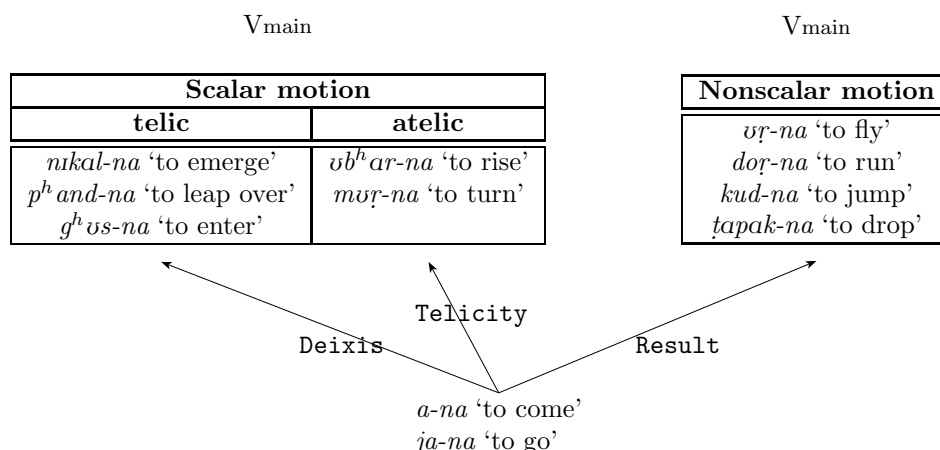 Vmain Vmain
Scalar motion Nonscalar motion
telic atelic
nɪkal-na ‘to emerge’ ʊbʰar-na ‘to rise’ ʊṛ-na ‘to fly’
pʰand-na ‘to leap over’ mʊṛ-na ‘to turn’ doṛ-na ‘to run’
gʰʊs-na ‘to enter’ kud-na ‘to jump’
ṭapak-na ‘to drop’
Telicity
Deixis Result
a-na ‘to come’
ja-na ‘to go’